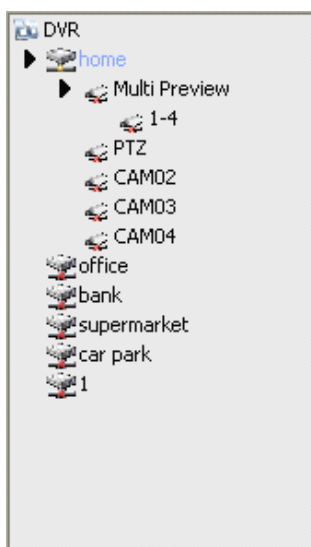 DVR
home
Multi Preview
1-4
PTZ
CAM02
CAM03
CAM04
office
bank
supermarket
car park
1